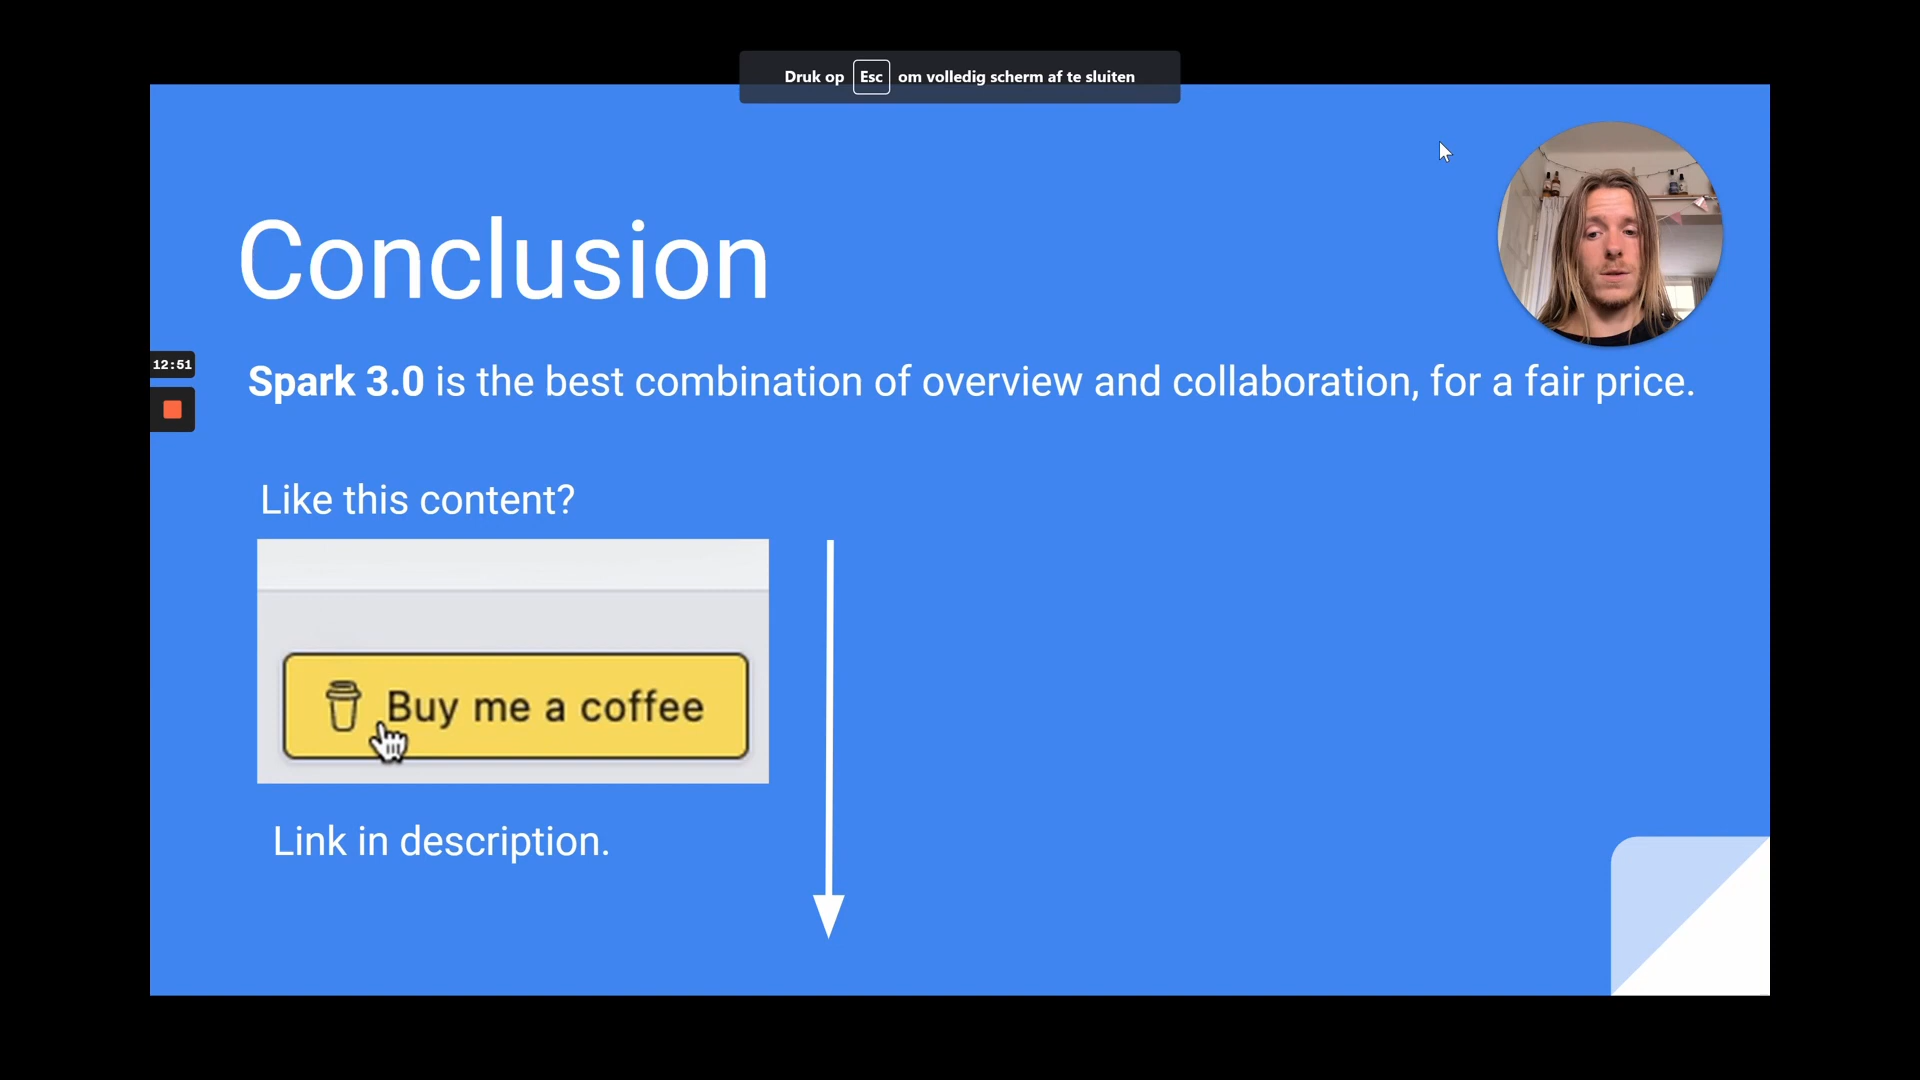 Druk op Esc om volledig scherm af te sluiten
Conclusion
12:51
Spark 3.0 is the best combination of overview and collaboration, for a fair price.
Like this content?
Buy me a coffee
Link in description.